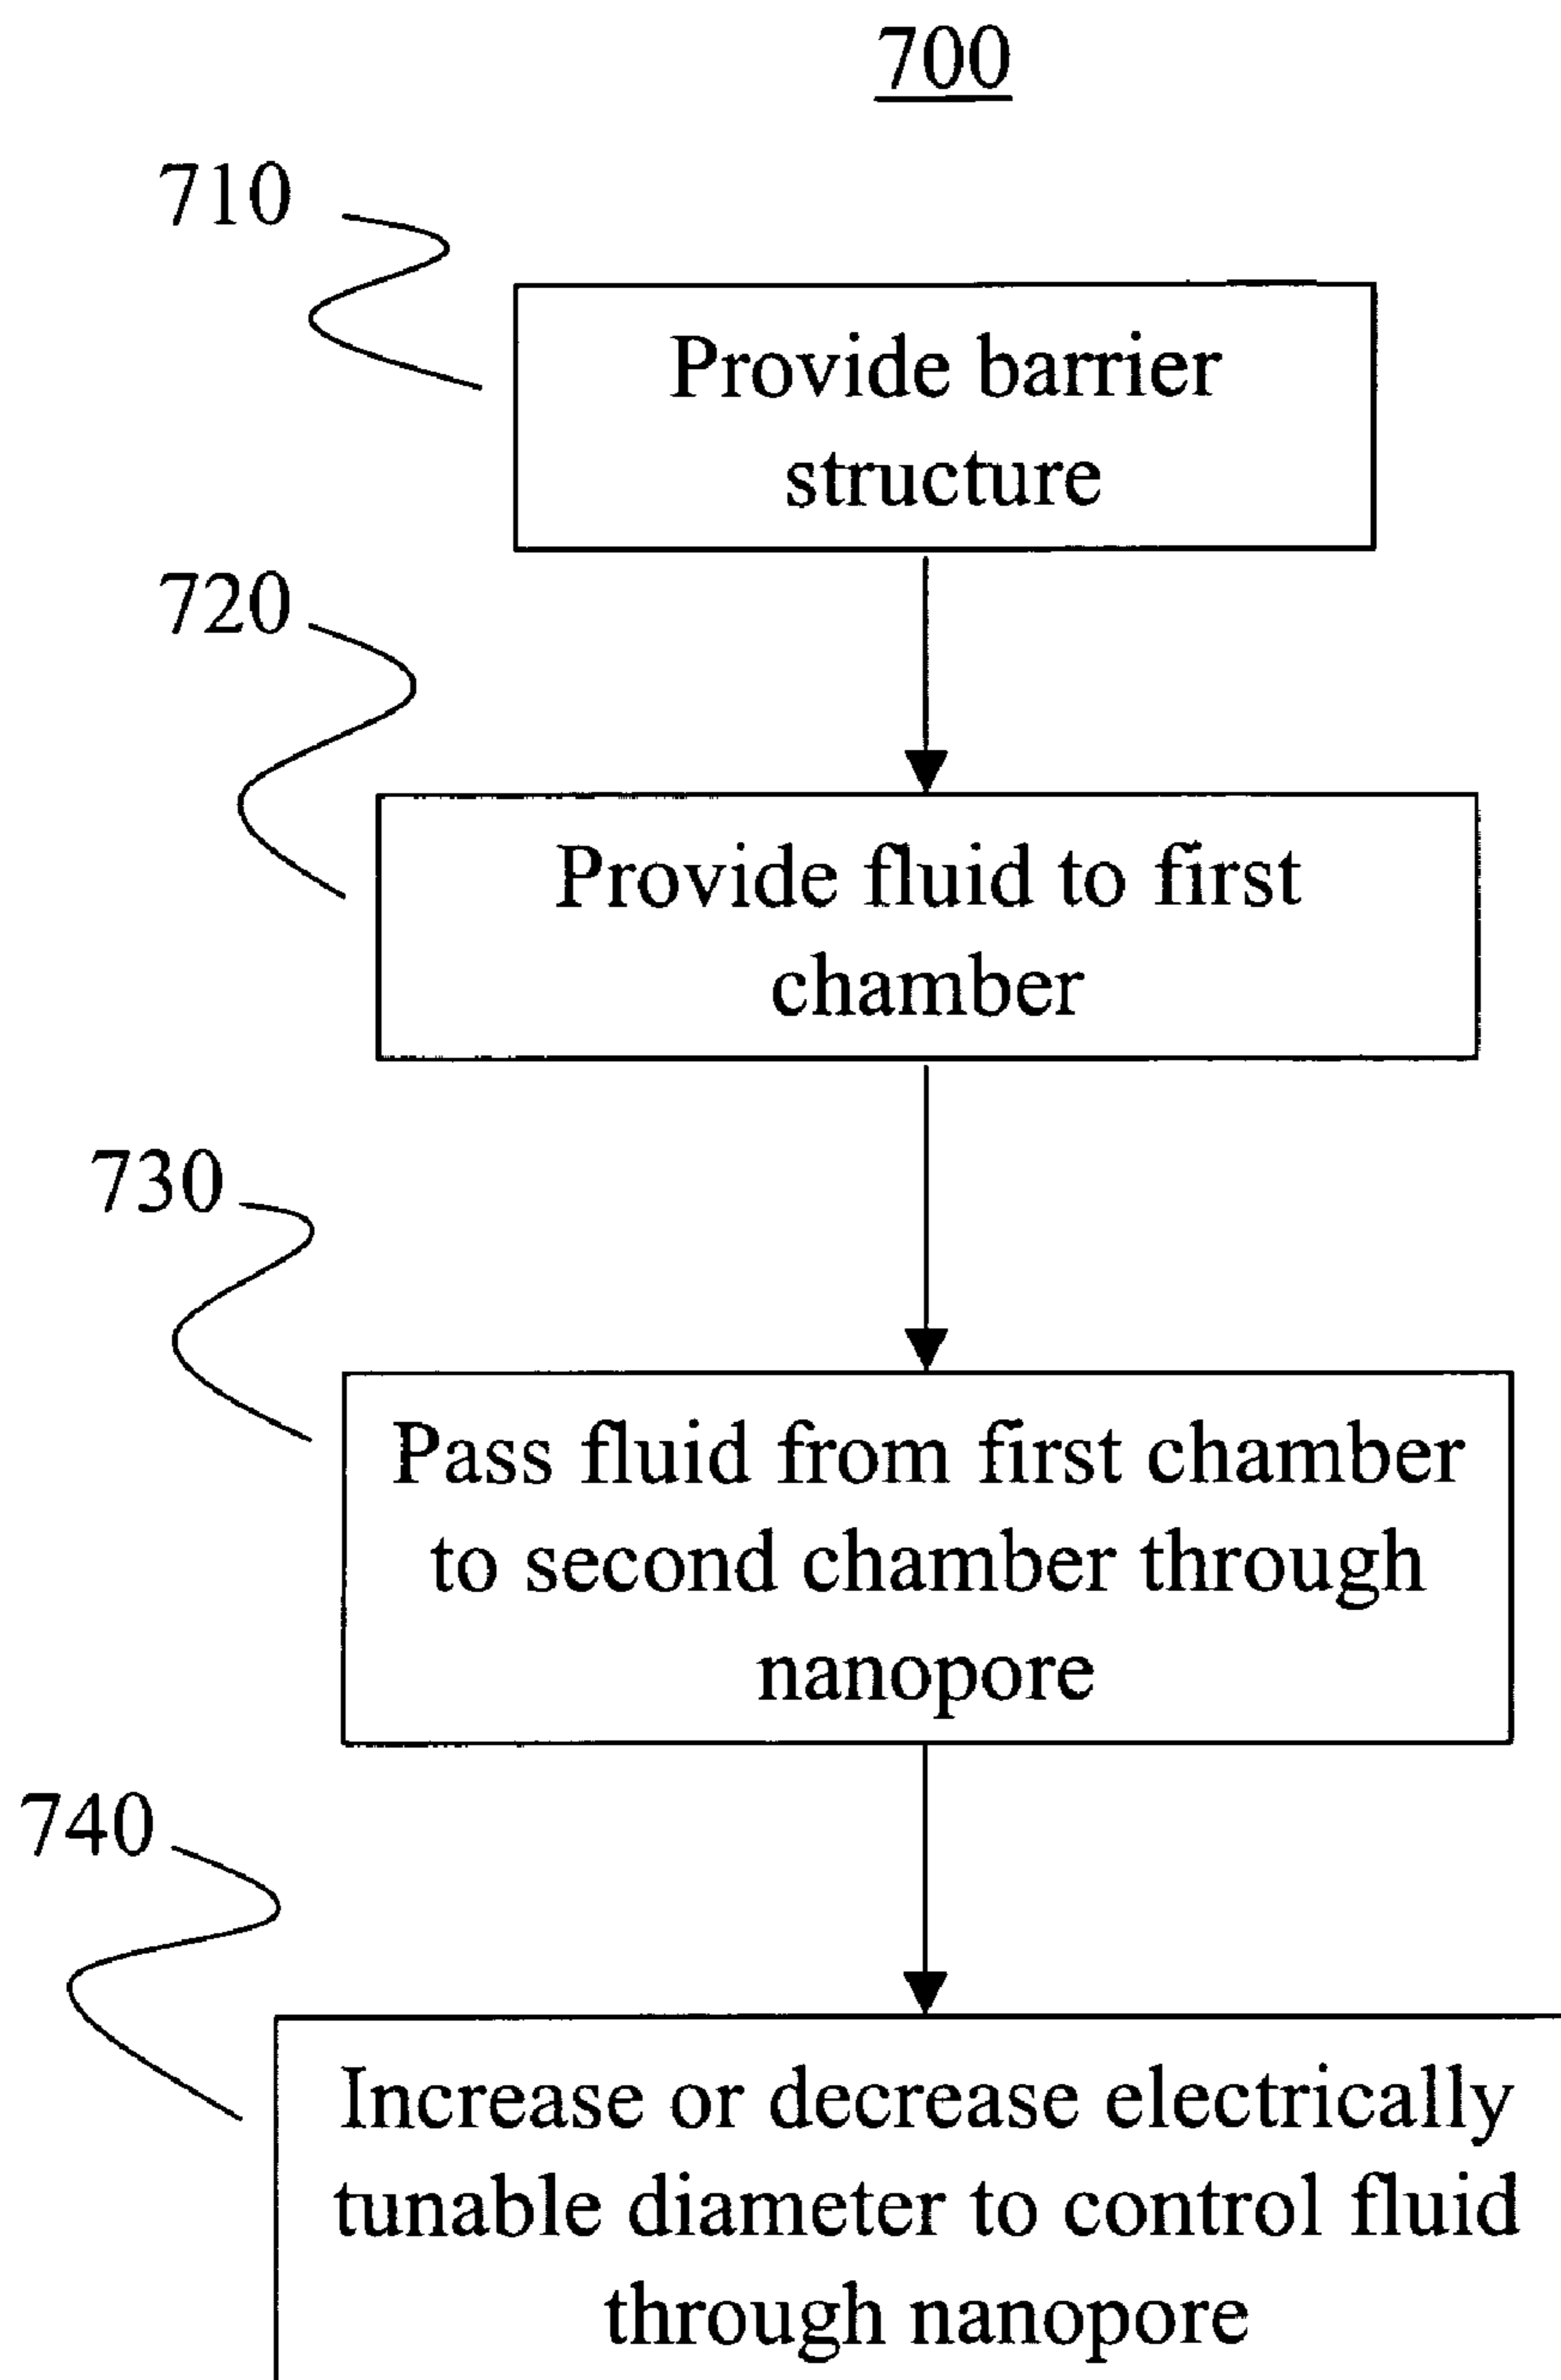 700
710
Provide barrier
structure
720
Provide fluid to first
chamber
730
Pass fluid from first chamber
to second chamber through
nanopore
740
Increase or decrease electrically
tunable diameter to control fluid
through nanopore